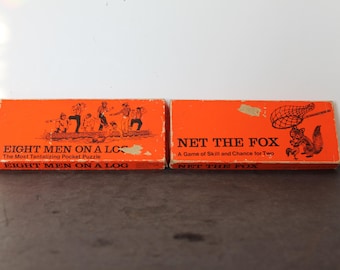 EIGHT MEN ON A LOG
The Most Tantalizing Pocket Puzzle
EIGHT MEN ON A LOG
NET THE FOX
A Game of Skill and Chance for Two
NET THE FOX